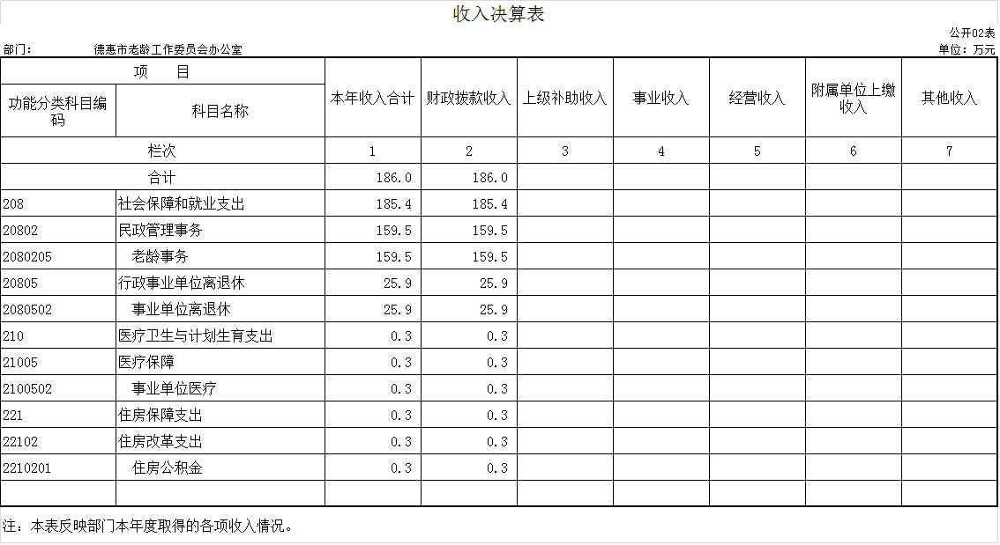 收入决算表
公开02表
部门： 德惠市老龄工作委员会办公室 单位：万元
项 目 本年收入合计 财政拨款收入 上级补助收入 事业收入 经营收入 附属单位上缴收入 其他收入
功能分类科目编码 科目名称
栏次 1 2 3 4 5 6 7
合计 186.0 186.0
208 社会保障和就业支出 185.4 185.4
20802 民政管理事务 159.5 159.5
2080205 老龄事务 159.5 159.5
20805 行政事业单位离退休 25.9 25.9
2080502 事业单位离退休 25.9 25.9
210 医疗卫生与计划生育支出 0.3 0.3
21005 医疗保障 0.3 0.3
2100502 事业单位医疗 0.3 0.3
221 住房保障支出 0.3 0.3
22102 住房改革支出 0.3 0.3
2210201 住房公积金 0.3 0.3
注：本表反映部门本年度取得的各项收入情况。